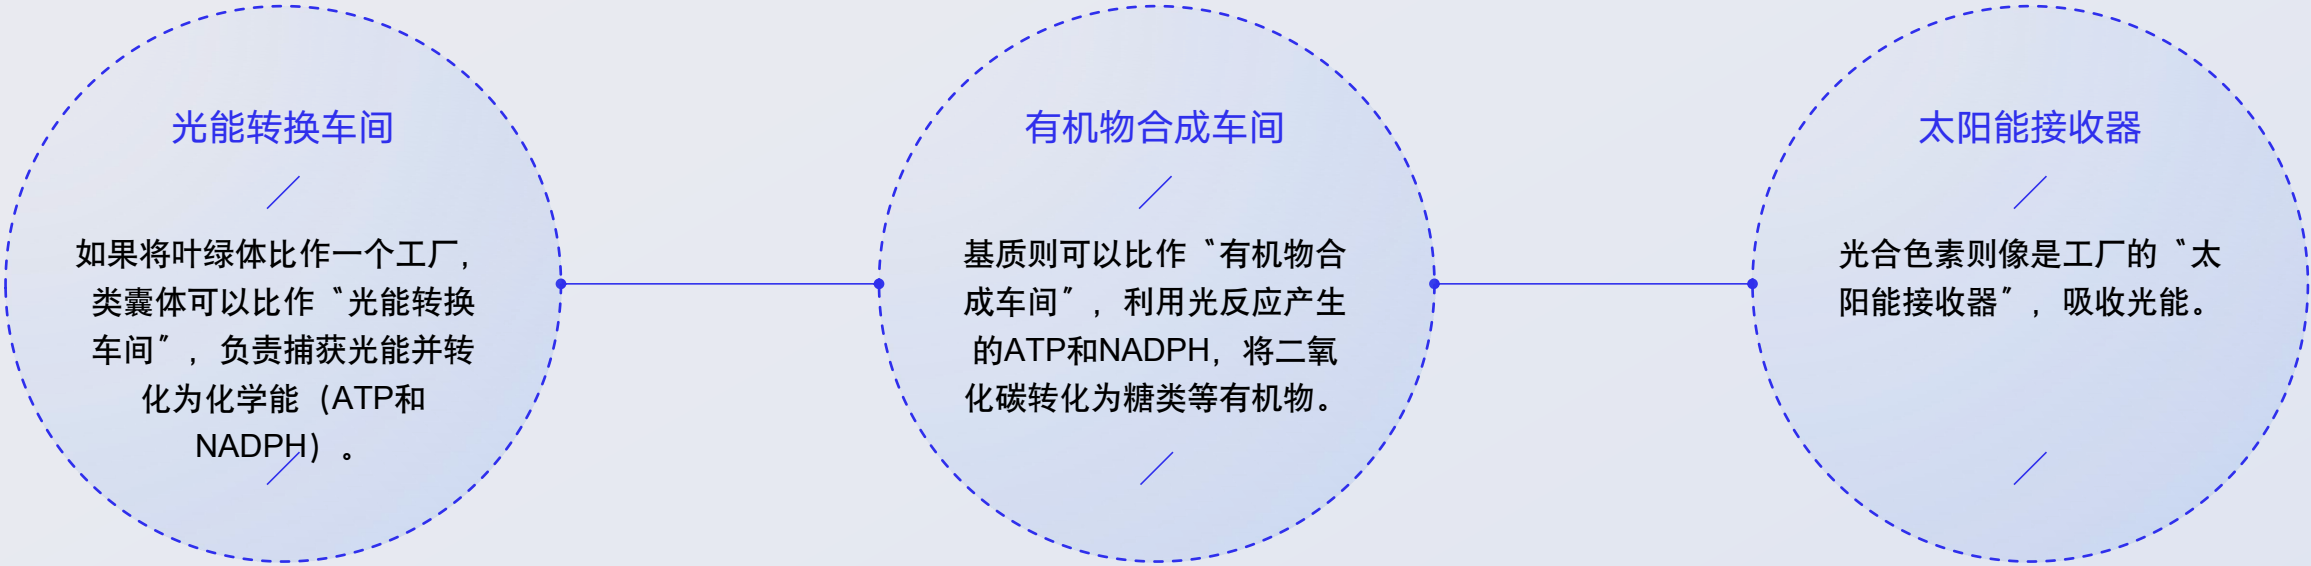 光能转换车间
如果将叶绿体比作一个工厂，
类囊体可以比作〝光能转换
车间〞，负责捕获光能并转
化为化学能（ATP和
NADPH）。
有机物合成车间
基质则可以比作〝有机物合
成车间〞，利用光反应产生
的ATP和NADPH，将二氧
化碳转化为糖类等有机物。
太阳能接收器
光合色素则像是工厂的〝太
阳能接收器〞，吸收光能。